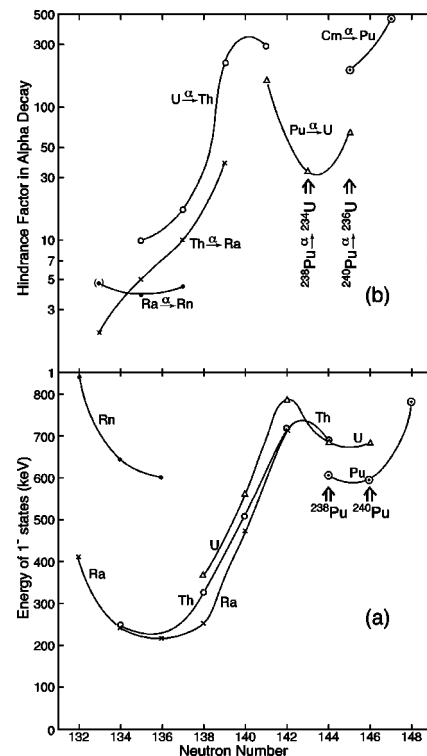 500
300
100
50
30
10
7
5
3
1
Hindrance Factor in Alpha Decay
Cm α→ Pu
U α→ Th
Pu α→ U
Th α→ Ra
(•)
Ra α→ Rn
²³⁸Pu α→ ²³⁴U
²⁴⁰Pu α→ ²³⁶U
(b)
800
700
600
500
400
300
200
100
0
Energy of 1⁻ states (keV)
Rn
Th
U
Pu
²³⁸Pu
²⁴⁰Pu
Ra
U
Th
Ra
(a)
132 134 136 138 140 142 144 146 148
Neutron Number